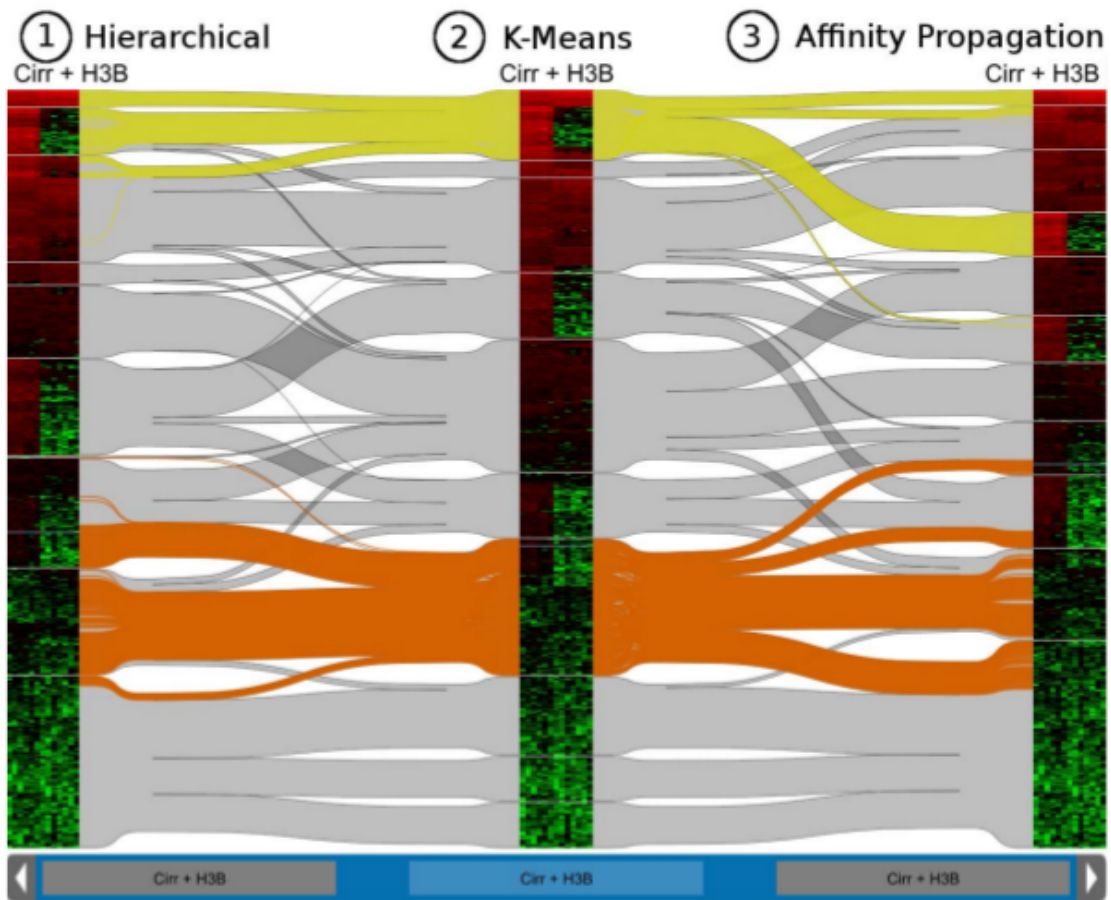 1 Hierarchical
2 K-Means
3 Affinity Propagation
Cirr + H3B
Cirr + H3B
Cirr + H3B
Cirr + H3B
Cirr + H3B
Cirr + H3B